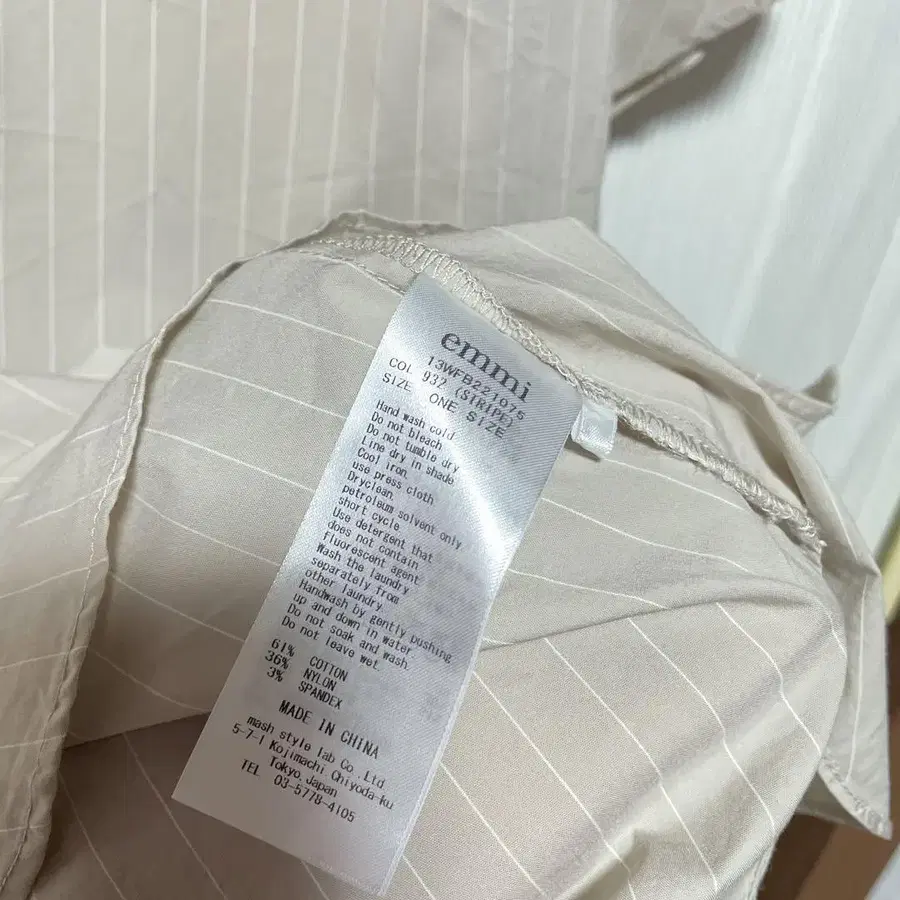 emmi
13WFB221075
COL 932 (STRIPE)
SIZE ONE SIZE
Hand wash cold
Do not bleach
Do not tumble dry
Line dry in shade
Cool iron
use press cloth
Dryclean,
petroleum solvent only
short cycle
Use detergent that
does not contain
fluorescent agent
Wash the laundry
separately from
other laundry
Handwash by gently pushing
up and down in water
Do not soak and wash.
Do not leave wet.
61% COTTON
36% NYLON
3% SPANDEX
MADE IN CHINA
mash style lab Co.,Ltd.
5-7-1 Kojimachi Chiyoda-ku
Tokyo.Japan
TEL 03-5778-4105